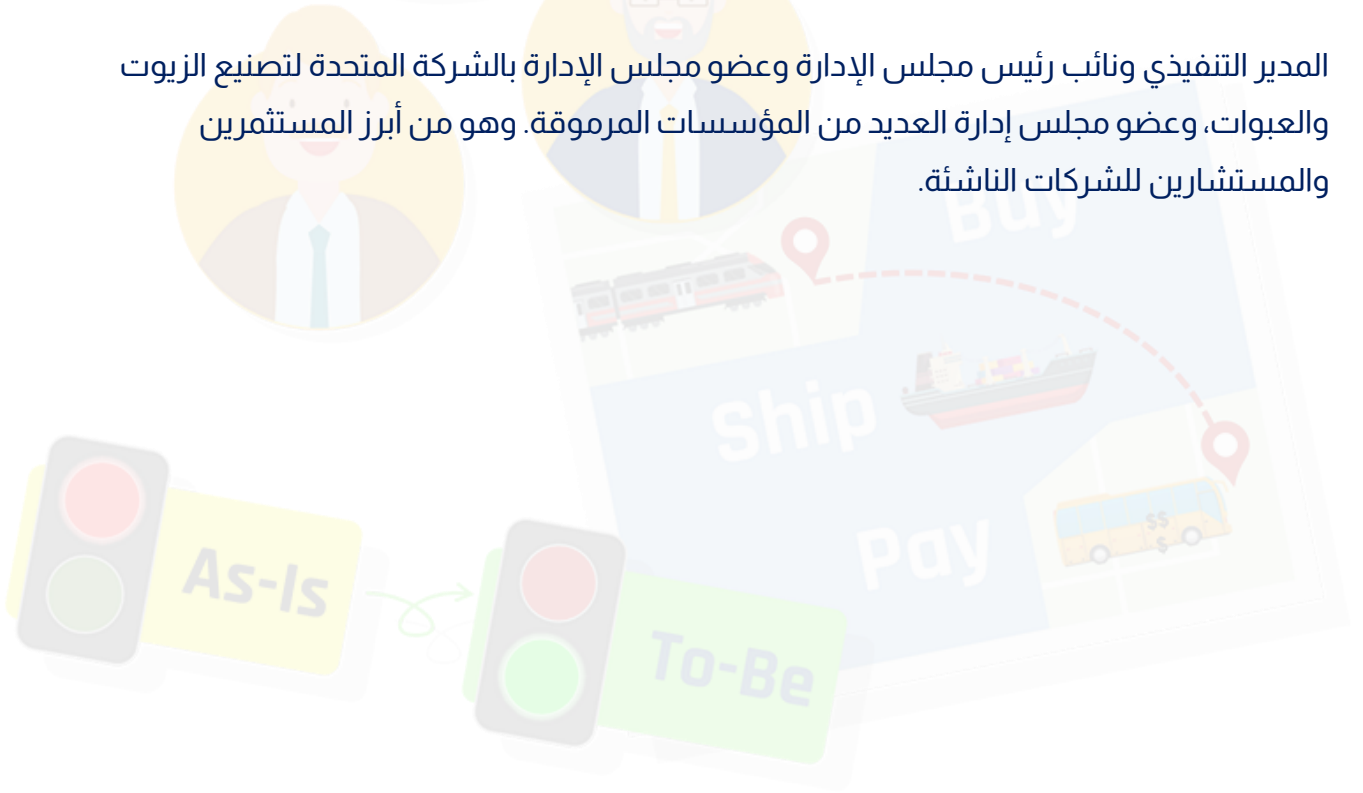 المدير التنفيذي ونائب رئيس مجلس الإدارة وعضو مجلس الإدارة بالشركة المتحدة لتصنيع الزيوت
والعبوات، وعضو مجلس إدارة العديد من المؤسسات المرموقة. وهو من أبرز المستثمرين
والمستشارين للشركات الناشئة.
Buy
Ship
Pay
$$
$
As-Is
To-Be